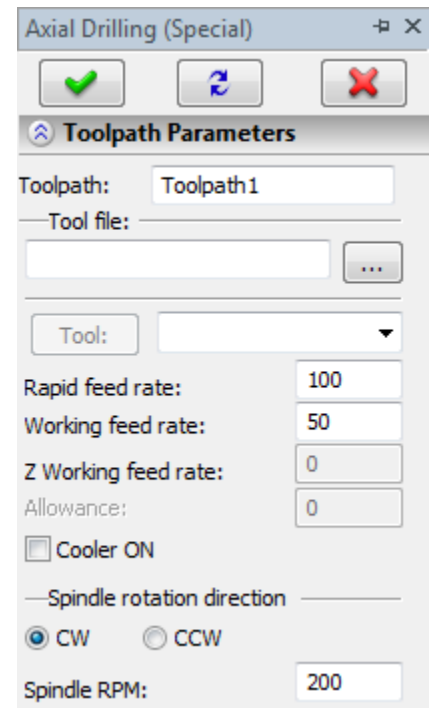 Axial Drilling (Special)
Toolpath Parameters
Toolpath: Toolpath1
Tool file:
...
Tool:
Rapid feed rate: 100
Working feed rate: 50
Z Working feed rate: 0
Allowance: 0
Cooler ON
Spindle rotation direction
CW CCW
Spindle RPM: 200